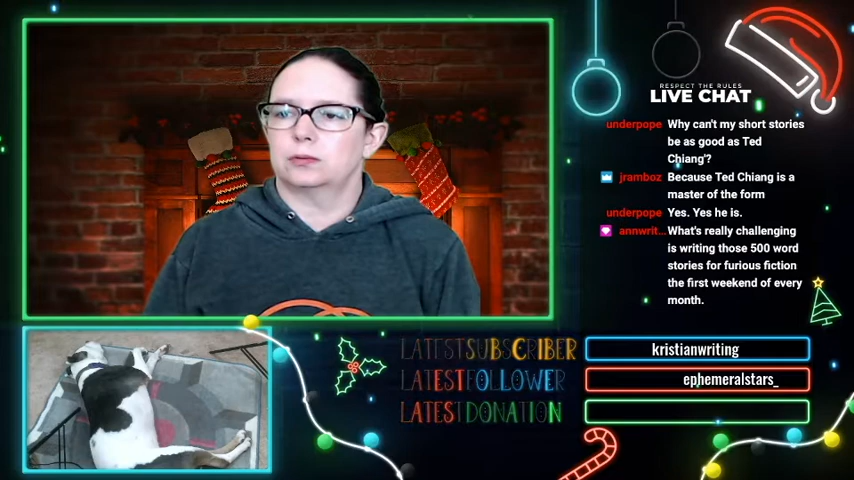 RESPECT THE RULES
LIVE CHAT
underpope Why can't my short stories
be as good as Ted
Chiang'?
jramboz Because Ted Chiang is a
master of the form
underpope Yes. Yes he is.
annwrit... What's really challenging
is writing those 500 word
stories for furious fiction
the first weekend of every
month.
LATEST SUBSCRIBER kristianwriting
LATEST FOLLOWER ephemeralstars_
LATEST DONATION